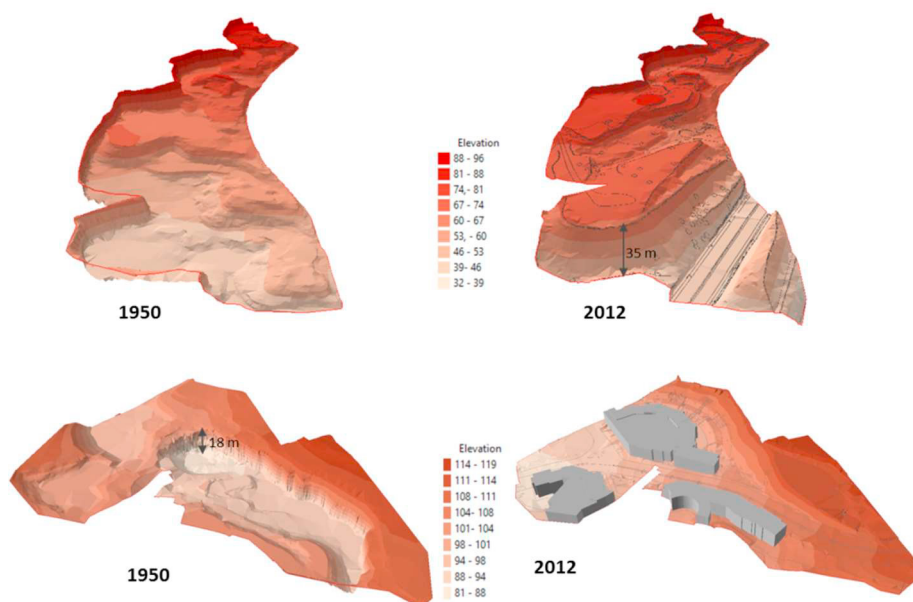 Elevation
88 - 96
81 - 88
74,- 81
67 - 74
60 - 67
53, - 60
46 - 53
39- 46
32 - 39
35 m
1950
2012
18 m
Elevation
114 - 119
111 - 114
108 - 111
104- 108
101- 104
98 - 101
94 - 98
88 - 94
81 - 88
1950
2012